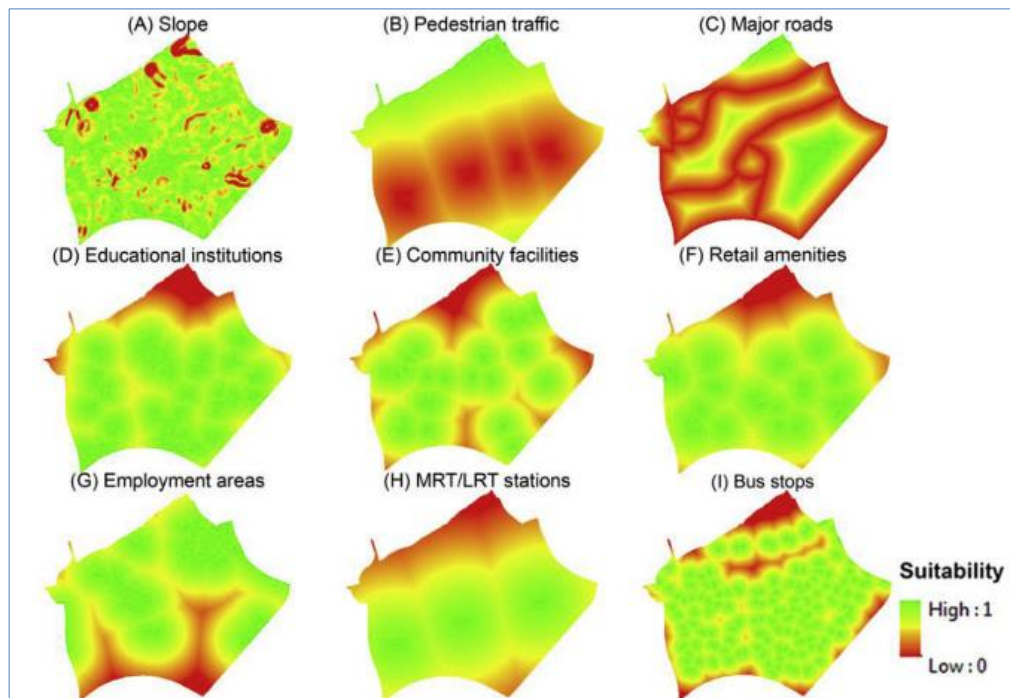 (A) Slope
(B) Pedestrian traffic
(C) Major roads
(D) Educational institutions
(E) Community facilities
(F) Retail amenities
(G) Employment areas
(H) MRT/LRT stations
(I) Bus stops
Suitability
High : 1
Low : 0